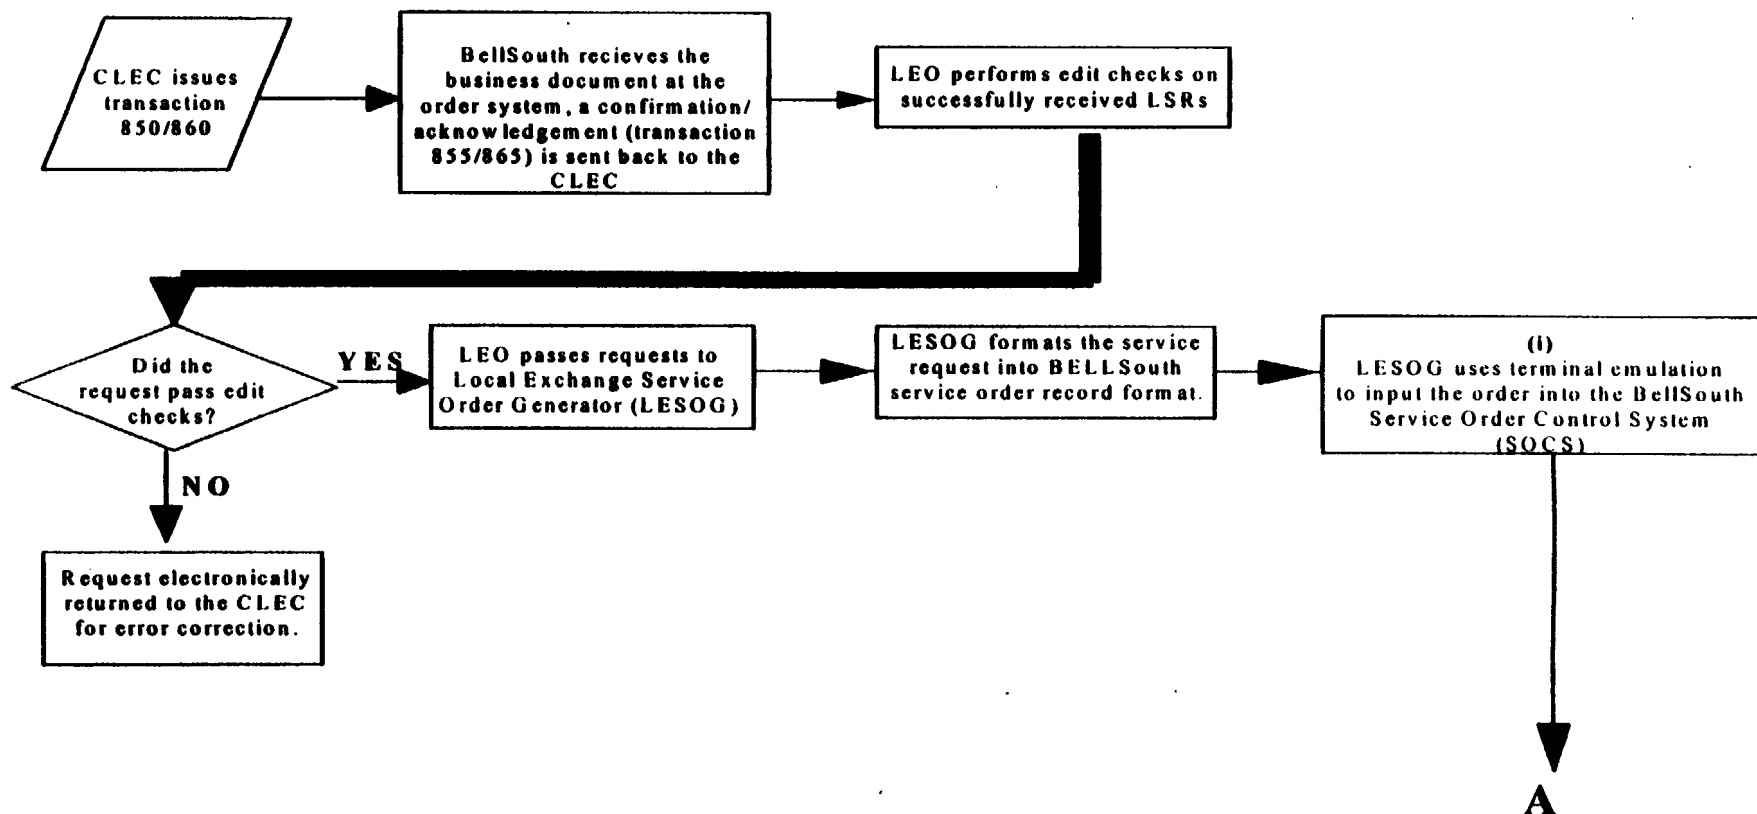 CLEC issues
transaction
850/860
BellSouth recieves the
business document at the
order system, a confirmation/
acknowledgement (transaction
855/865) is sent back to the
CLEC
LEO performs edit checks on
successfully received LSRs
Did the
request pass edit
checks?
YES
LEO passes requests to
Local Exchange Service
Order Generator (LESOG)
LESOG formats the service
request into BELLSouth
service order record format.
(i)
LESOG uses terminal emulation
to input the order into the BellSouth
Service Order Control System
(SOCS)
NO
Request electronically
returned to the CLEC
for error correction.
A